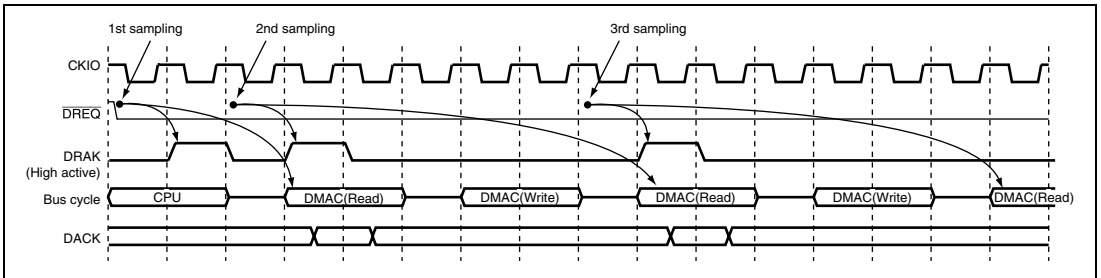 1st sampling 2nd sampling 3rd sampling
CKIO
DREQ
DRAK
(High active)
Bus cycle CPU DMAC(Read) DMAC(Write) DMAC(Read) DMAC(Write) DMAC(Read)
DACK